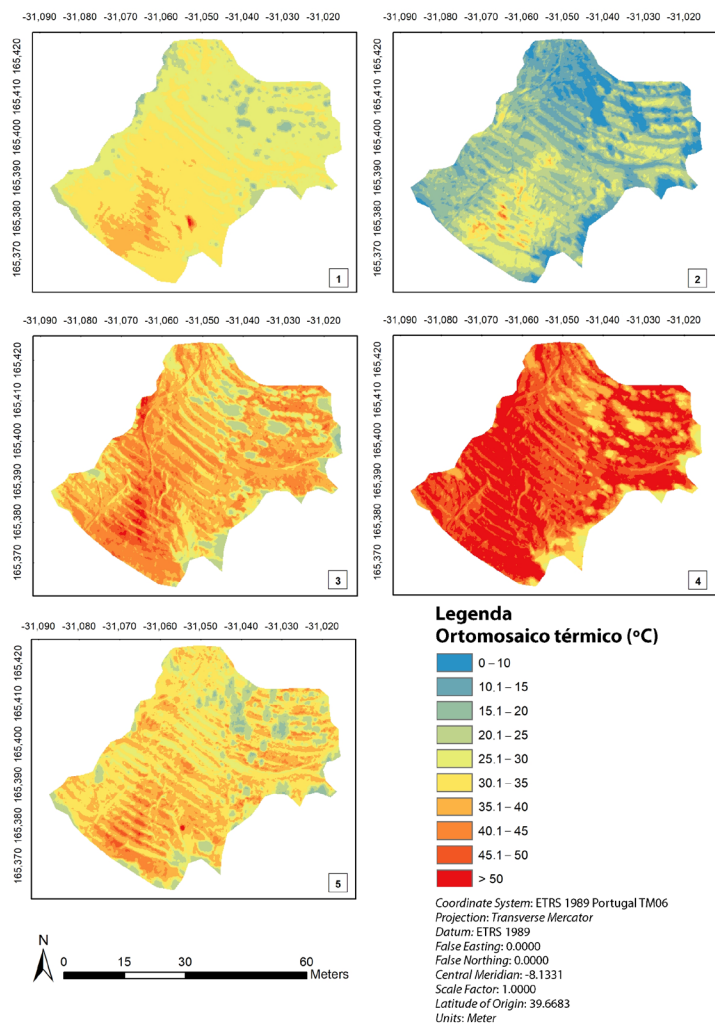 -31,090 -31,080 -31,070 -31,060 -31,050 -31,040 -31,030 -31,020
165,420
165,410
165,400
165,390
165,380
165,370
1
-31,090 -31,080 -31,070 -31,060 -31,050 -31,040 -31,030 -31,020
165,420
165,410
165,400
165,390
165,380
165,370
2
-31,090 -31,080 -31,070 -31,060 -31,050 -31,040 -31,030 -31,020
165,420
165,410
165,400
165,390
165,380
165,370
3
-31,090 -31,080 -31,070 -31,060 -31,050 -31,040 -31,030 -31,020
165,420
165,410
165,400
165,390
165,380
165,370
4
-31,090 -31,080 -31,070 -31,060 -31,050 -31,040 -31,030 -31,020
165,420
165,410
165,400
165,390
165,380
165,370
5
Legenda
Ortomosaico térmico (ºC)
0 – 10
10.1 – 15
15.1 – 20
20.1 – 25
25.1 – 30
30.1 – 35
35.1 – 40
40.1 – 45
45.1 – 50
> 50
Coordinate System: ETRS 1989 Portugal TM06
Projection: Transverse Mercator
Datum: ETRS 1989
False Easting: 0.0000
False Northing: 0.0000
Central Meridian: -8.1331
Scale Factor: 1.0000
Latitude of Origin: 39.6683
Units: Meter
N
0 15 30 60
Meters